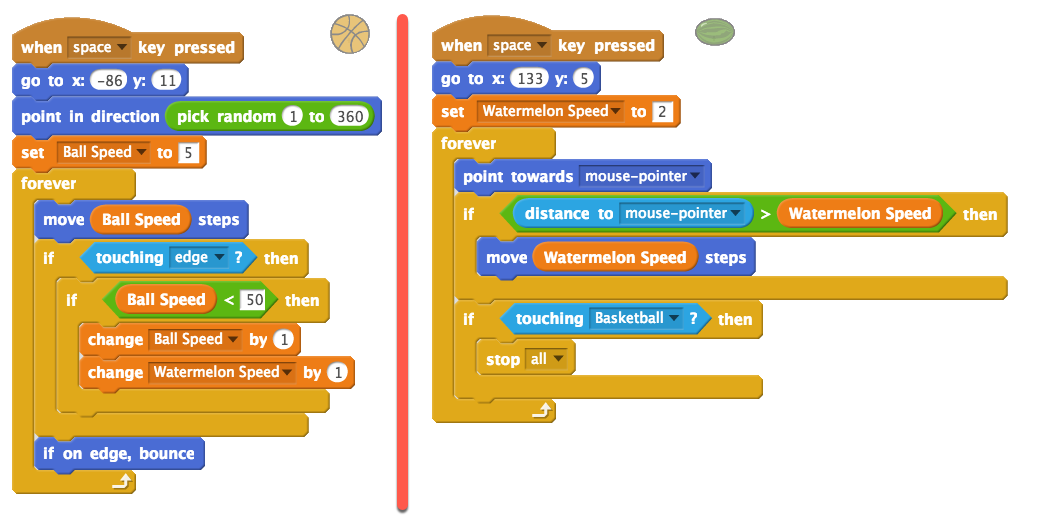 when space key pressed
go to x: -86 y: 11
point in direction pick random 1 to 360
set Ball Speed to 5
forever
move Ball Speed steps
if touching edge ? then
if Ball Speed < 50 then
change Ball Speed by 1
change Watermelon Speed by 1
if on edge, bounce
when space key pressed
go to x: 133 y: 5
set Watermelon Speed to 2
forever
point towards mouse-pointer
if distance to mouse-pointer > Watermelon Speed then
move Watermelon Speed steps
if touching Basketball ? then
stop all